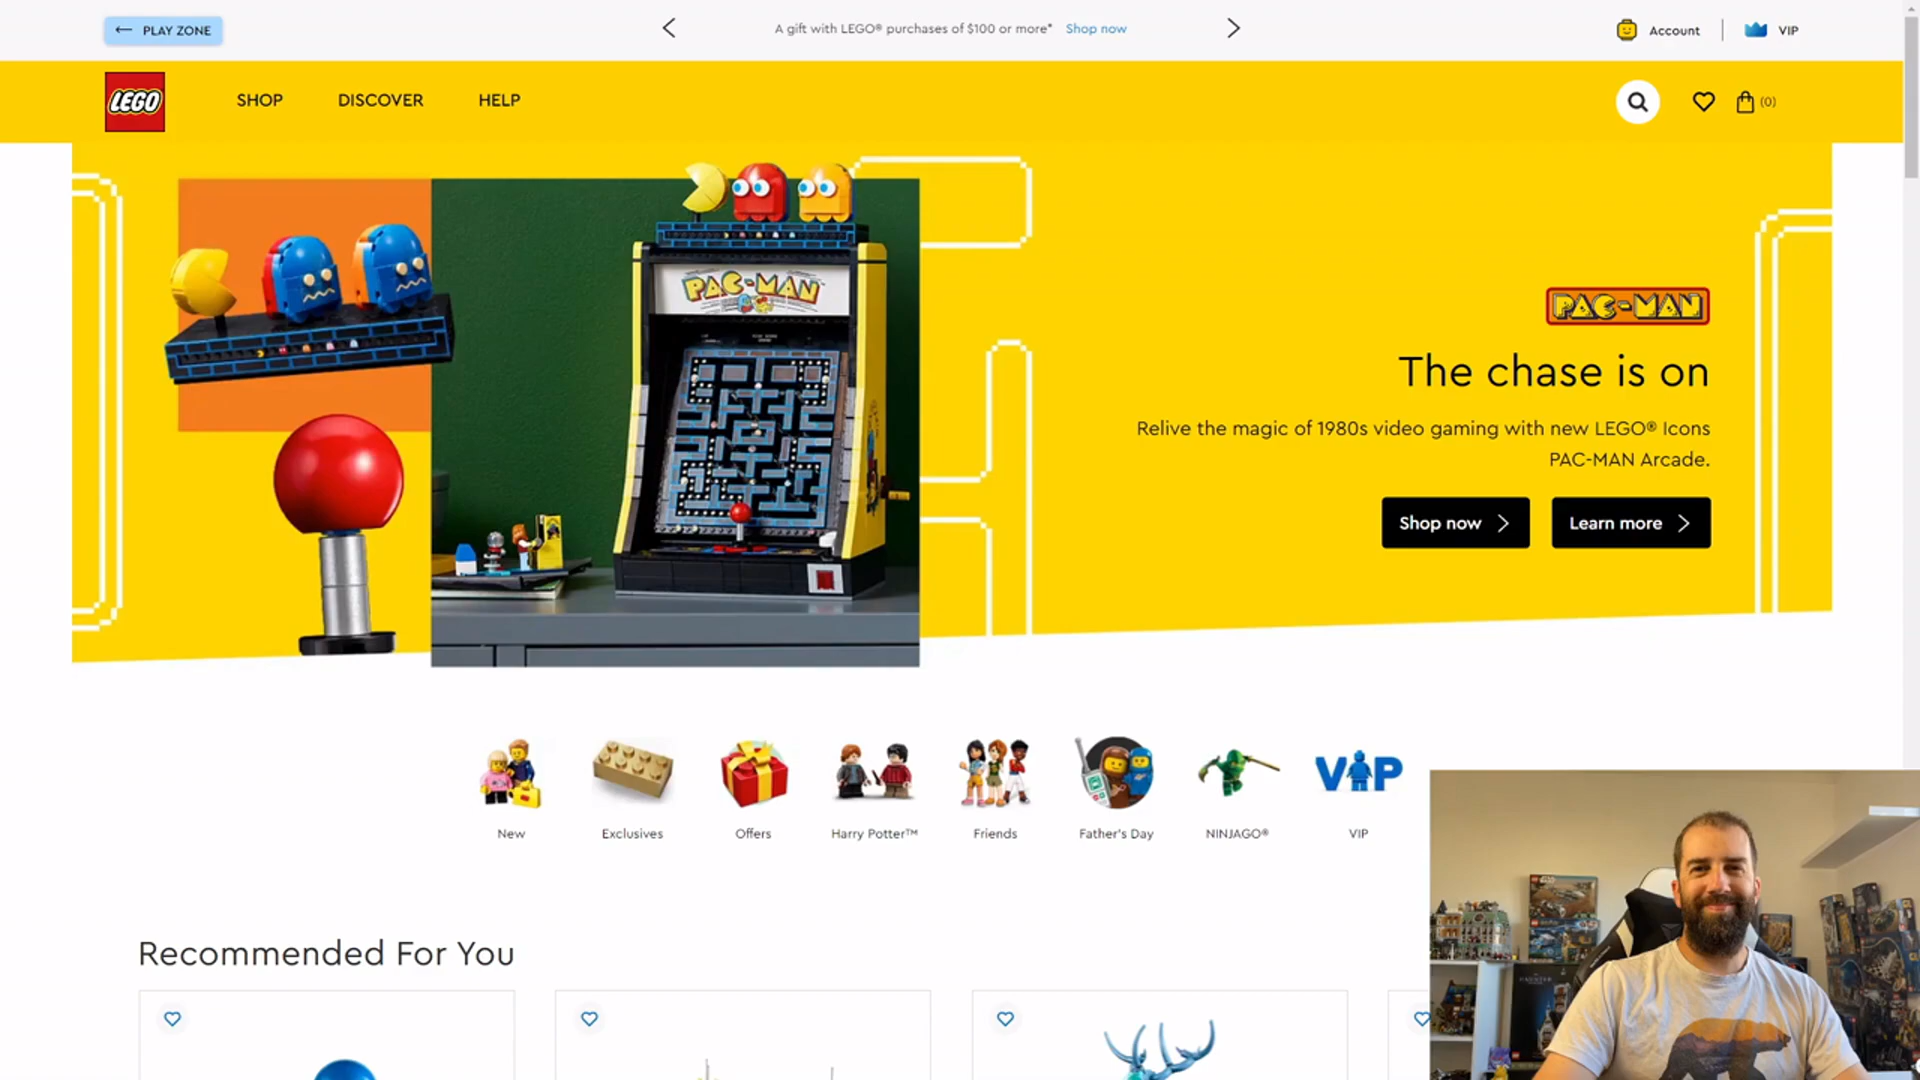 PLAY ZONE
A gift with LEGO® purchases of $100 or more* Shop now
Account
VIP
LEGO
SHOP
DISCOVER
HELP
(0)
PAC-MAN
PAC-MAN
The chase is on
Relive the magic of 1980s video gaming with new LEGO® Icons
PAC-MAN Arcade.
Shop now
Learn more
VIP
New
Exclusives
Offers
Harry Potter™
Friends
Father's Day
NINJAGO®
VIP
Recommended For You